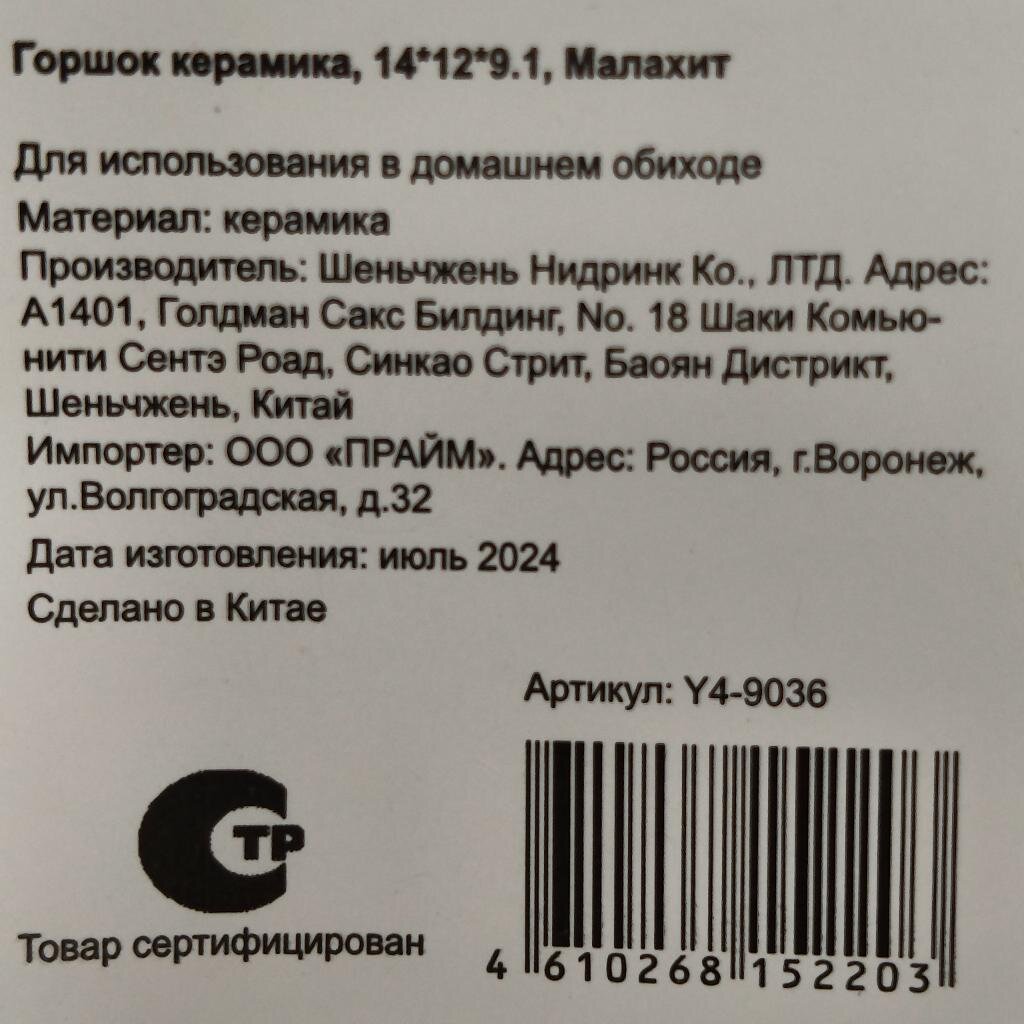 Горшок керамика, 14*12*9.1, Малахит
Для использования в домашнем обиходе
Материал: керамика
Производитель: Шеньчжень Нидринк Ко., ЛТД. Адрес:
А1401, Голдман Сакс Билдинг, No. 18 Шаки Комью-
нити Сентэ Роад, Синкао Стрит, Баоян Дистрикт,
Шеньчжень, Китай
Импортер: ООО «ПРАЙМ». Адрес: Россия, г.Воронеж,
ул.Волгоградская, д.32
Дата изготовления: июль 2024
Сделано в Китае
Артикул: Y4-9036
ТР
Товар сертифицирован
4 610268 152203